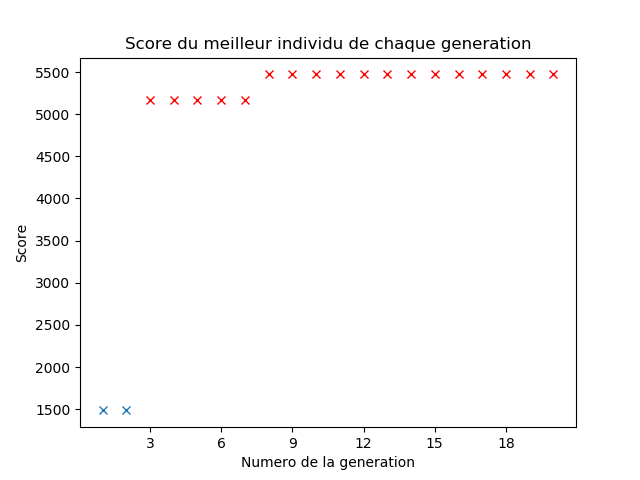 Score du meilleur individu de chaque generation
5500
5000
4500
4000
3500
3000
2500
2000
1500
Score
3 6 9 12 15 18
Numero de la generation